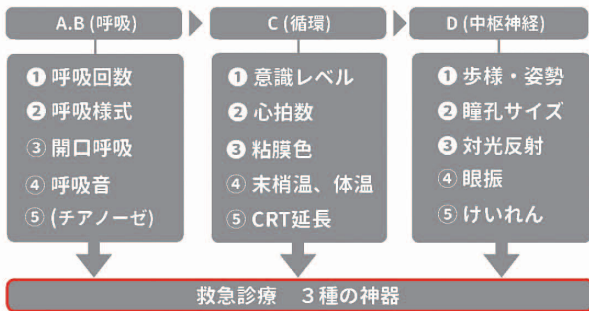 A.B (呼吸)
❶ 呼吸回数
❷ 呼吸様式
③ 開口呼吸
④ 呼吸音
⑤ (チアノーゼ)
C (循環)
❶ 意識レベル
❷ 心拍数
❸ 粘膜色
④ 末梢温、体温
⑤ CRT延長
D (中枢神経)
❶ 歩様・姿勢
❷ 瞳孔サイズ
❸ 対光反射
④ 眼振
⑤ けいれん
救急診療　３種の神器